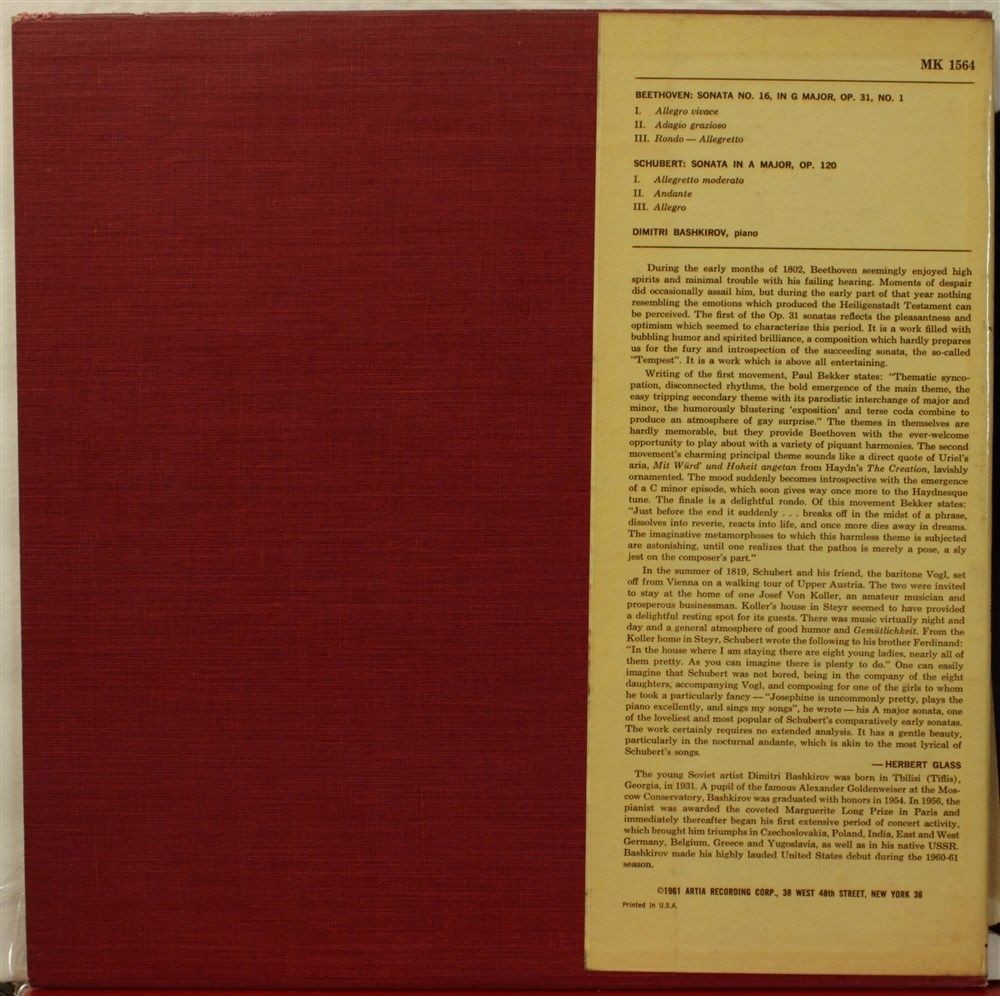 MK 1564
BEETHOVEN: SONATA NO. 16, IN G MAJOR, OP. 31, NO. 1
I. Allegro vivace
II. Adagio grazioso
III. Rondo — Allegretto
SCHUBERT: SONATA IN A MAJOR, OP. 120
I. Allegretto moderato
II. Andante
III. Allegro
DIMITRI BASHKIROV, piano
During the early months of 1802, Beethoven seemingly enjoyed high
spirits and minimal trouble with his failing hearing. Moments of despair
did occasionally assail him, but during the early part of that year nothing
resembling the emotions which produced the Heiligenstadt Testament can
be perceived. The first of the Op. 31 sonatas reflects the pleasantness and
optimism which seemed to characterize this period. It is a work filled with
bubbling humor and spirited brilliance, a composition which hardly prepares
us for the fury and introspection of the succeeding sonata, the so-called
"Tempest". It is a work which is above all entertaining.
Writing of the first movement, Paul Bekker states: "Thematic synco-
pation, disconnected rhythms, the bold emergence of the main theme, the
easy tripping secondary theme with its parodistic interchange of major and
minor, the humorously blustering 'exposition' and terse coda combine to
produce an atmosphere of gay surprise." The themes in themselves are
hardly memorable, but they provide Beethoven with the ever-welcome
opportunity to play about with a variety of piquant harmonies. The second
movement's charming principal theme sounds like a direct quote of Uriel's
aria, Mit Würd' und Hoheit angetan from Haydn's The Creation, lavishly
ornamented. The mood suddenly becomes introspective with the emergence
of a C minor episode, which soon gives way once more to the Haydnesque
tune. The finale is a delightful rondo. Of this movement Bekker states:
"Just before the end it suddenly . . . breaks off in the midst of a phrase,
dissolves into reverie, reacts into life, and once more dies away in dreams.
The imaginative metamorphoses to which this harmless theme is subjected
are astonishing, until one realizes that the pathos is merely a pose, a sly
jest on the composer's part."
In the summer of 1819, Schubert and his friend, the baritone Vogl, set
off from Vienna on a walking tour of Upper Austria. The two were invited
to stay at the home of one Josef Von Koller, an amateur musician and
prosperous businessman. Koller's house in Steyr seemed to have provided
a delightful resting spot for its guests. There was music virtually night and
day and a general atmosphere of good humor and Gemütlichkeit. From the
Koller home in Steyr, Schubert wrote the following to his brother Ferdinand:
"In the house where I am staying there are eight young ladies, nearly all of
them pretty. As you can imagine there is plenty to do." One can easily
imagine that Schubert was not bored, being in the company of the eight
daughters, accompanying Vogl, and composing for one of the girls to whom
he took a particularly fancy — "Josephine is uncommonly pretty, plays the
piano excellently, and sings my songs", he wrote — his A major sonata, one
of the loveliest and most popular of Schubert's comparatively early sonatas.
The work certainly requires no extended analysis. It has a gentle beauty,
particularly in the nocturnal andante, which is akin to the most lyrical of
Schubert's songs.
— HERBERT GLASS
The young Soviet artist Dimitri Bashkirov was born in Tbilisi (Tiflis),
Georgia, in 1931. A pupil of the famous Alexander Goldenweiser at the Mos-
cow Conservatory, Bashkirov was graduated with honors in 1954. In 1956, the
pianist was awarded the coveted Marguerite Long Prize in Paris and
immediately thereafter began his first extensive period of concert activity,
which brought him triumphs in Czechoslovakia, Poland, India, East and West
Germany, Belgium, Greece and Yugoslavia, as well as in his native USSR.
Bashkirov made his highly lauded United States debut during the 1960-61
season.
©1961 ARTIA RECORDING CORP., 38 WEST 48th STREET, NEW YORK 36
Printed in U.S.A.